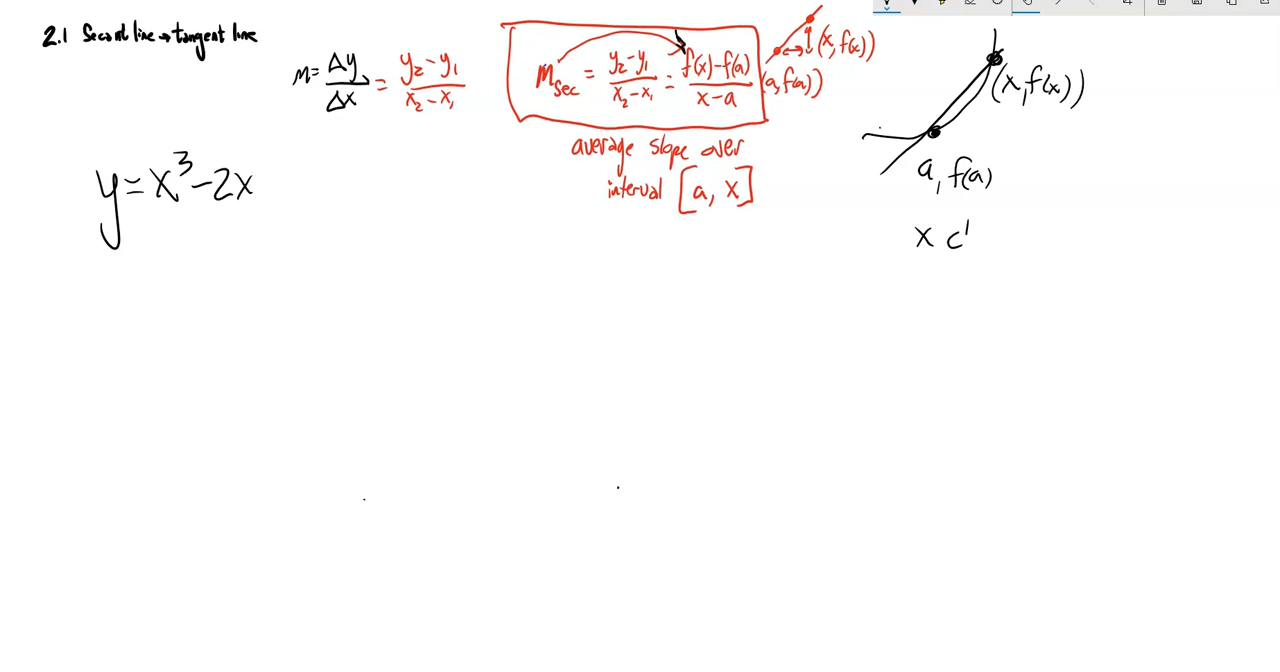 2.1 Secant line → tangent line
m = Δy/Δx = y₂-y₁/x₂-x₁
m sec = y₂-y₁/x₂-x₁ = f(x)-f(a)/x-a
(x, f(x))
(a, f(a))
average slope over
interval [a, x]
(x, f(x))
a, f(a)
x c'
y = x³-2x